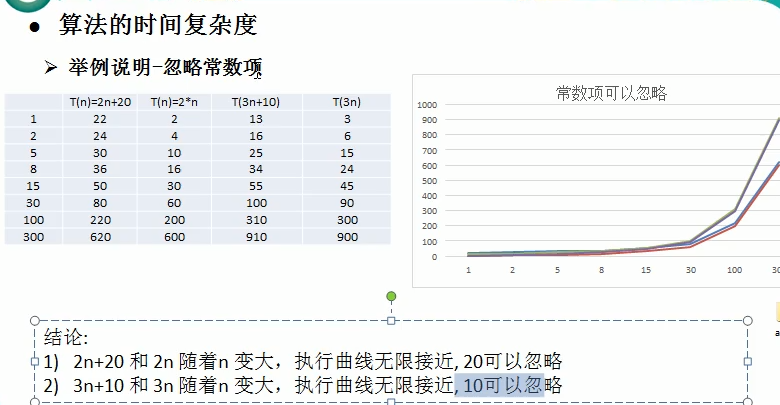 ● 算法的时间复杂度
➢ 举例说明-忽略常数项
T(n)=2n+20 T(n)=2*n T(3n+10) T(3n)
1 22 2 13 3
2 24 4 16 6
5 30 10 25 15
8 36 16 34 24
15 50 30 55 45
30 80 60 100 90
100 220 200 310 300
300 620 600 910 900
常数项可以忽略
1000
900
800
700
600
500
400
300
200
100
0
1 2 5 8 15 30 100
结论:
1) 2n+20 和 2n 随着n 变大，执行曲线无限接近, 20可以忽略
2) 3n+10 和 3n 随着n 变大，执行曲线无限接近, 10可以忽略